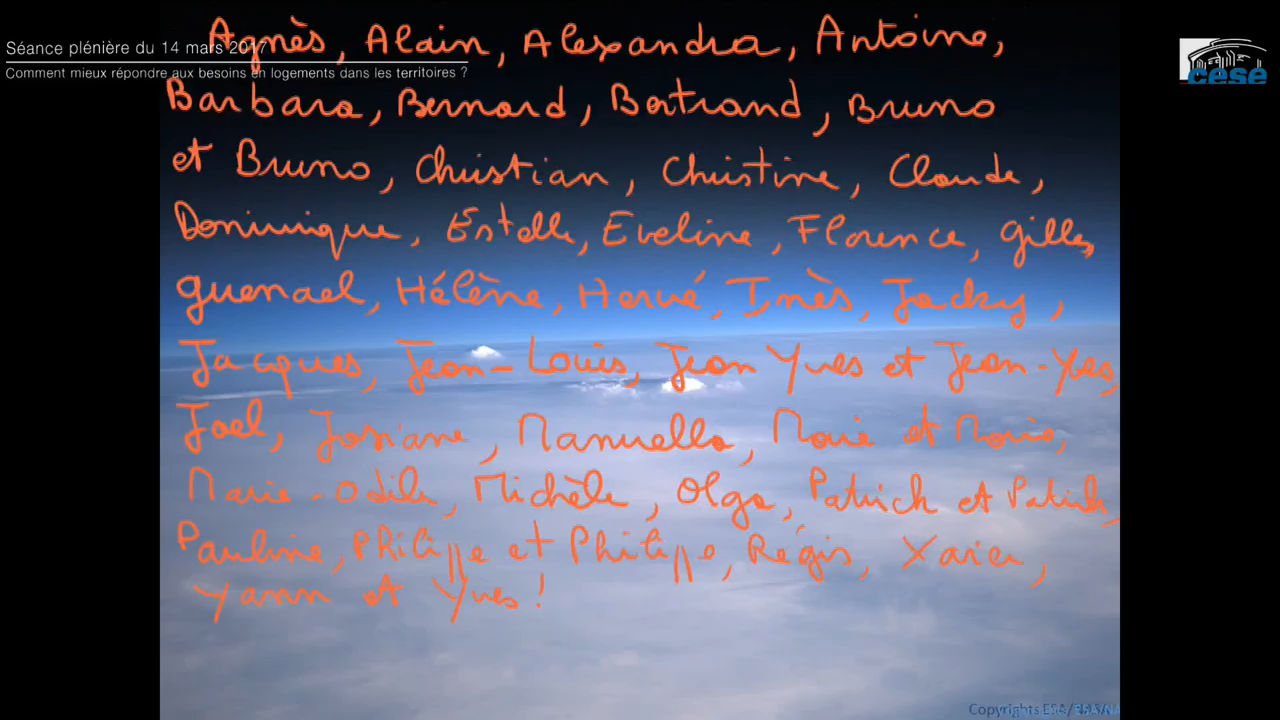 Séance plénière du 14 mars 2017
Comment mieux répondre aux besoins en logements dans les territoires ?
cese
Agnès, Alain, Alexandra, Antoine,
Barbara, Bernard, Bertrand, Bruno
et Bruno, Christian, Christine, Claude,
Dominique, Estelle, Eveline, Florence, Gilles,
Guenael, Hélène, Hervé, Inès, Jacky,
Jacques, Jean-Louis, Jean Yves et Jean-Yves,
Joel, Josiane, Manuella, Marie et Marie,
Marie-Odile, Michèle, Olga, Patrick et Patrick,
Pauline, Philippe et Philippe, Régis, Xavier,
Yann et Yves !
Copyrights